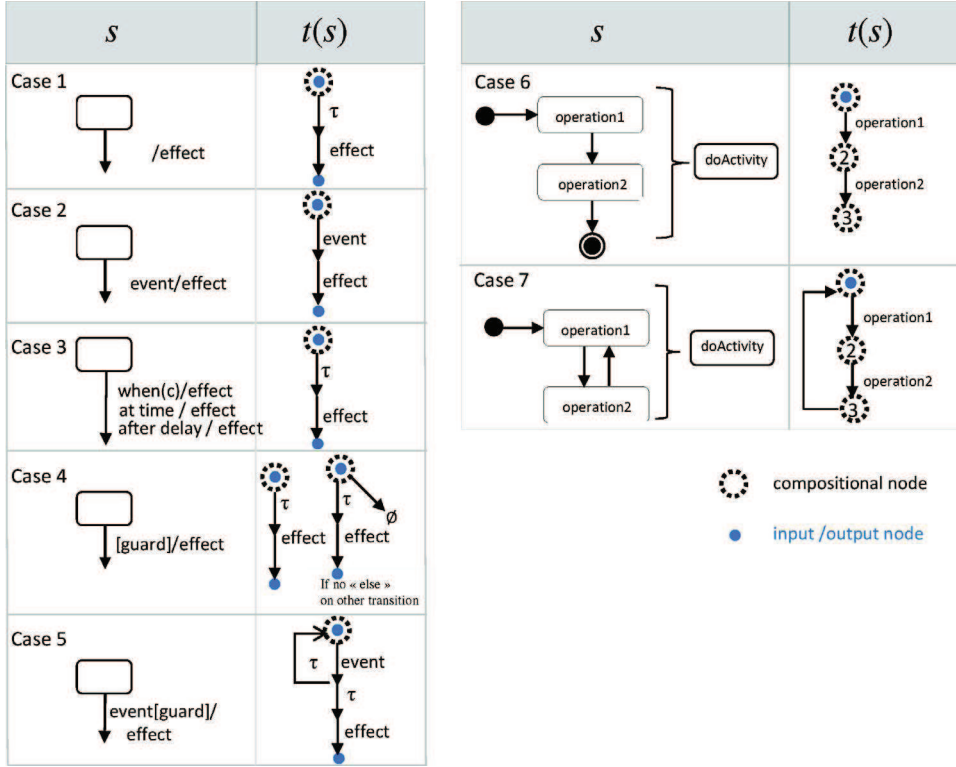 s
t(s)
Case 1
τ
/effect
effect
Case 2
event
event/effect
effect
Case 3
τ
when(c)/effect
at time / effect
after delay / effect
effect
Case 4
τ
τ
Ø
[guard]/effect
effect
effect
If no « else »
on other transition
Case 5
τ
event
τ
event[guard]/
effect
effect
s
t(s)
Case 6
operation1
operation2
doActivity
operation1
2
operation2
3
Case 7
operation1
operation2
doActivity
operation1
2
operation2
3
compositional node
input /output node